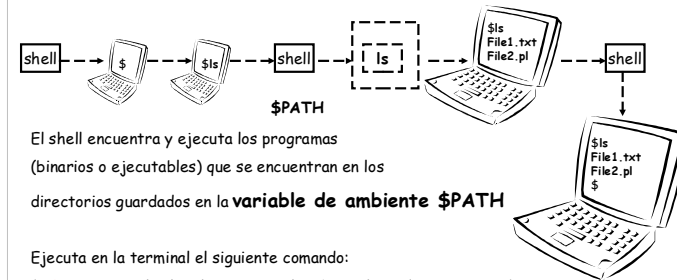 shell
$
$ls
shell
ls
$ls
File1.txt
File2.pl
shell
$PATH
$ls
File1.txt
File2.pl
$
El shell encuentra y ejecuta los programas
(binarios o ejecutables) que se encuentran en los
directorios guardados en la variable de ambiente $PATH
Ejecuta en la terminal el siguiente comando: